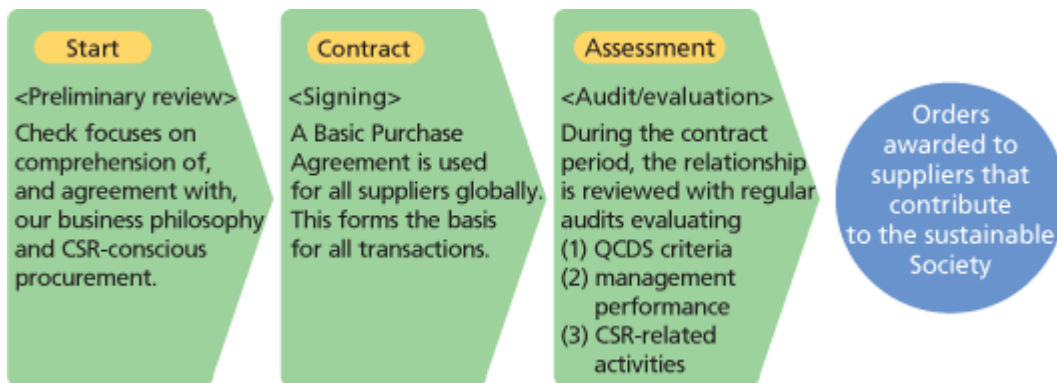 Start
<Preliminary review>
Check focuses on
comprehension of,
and agreement with,
our business philosophy
and CSR-conscious
procurement.
Contract
<Signing>
A Basic Purchase
Agreement is used
for all suppliers globally.
This forms the basis
for all transactions.
Assessment
<Audit/evaluation>
During the contract
period, the relationship
is reviewed with regular
audits evaluating
(1) QCDS criteria
(2) management
performance
(3) CSR-related
activities
Orders
awarded to
suppliers that
contribute
to the sustainable
Society